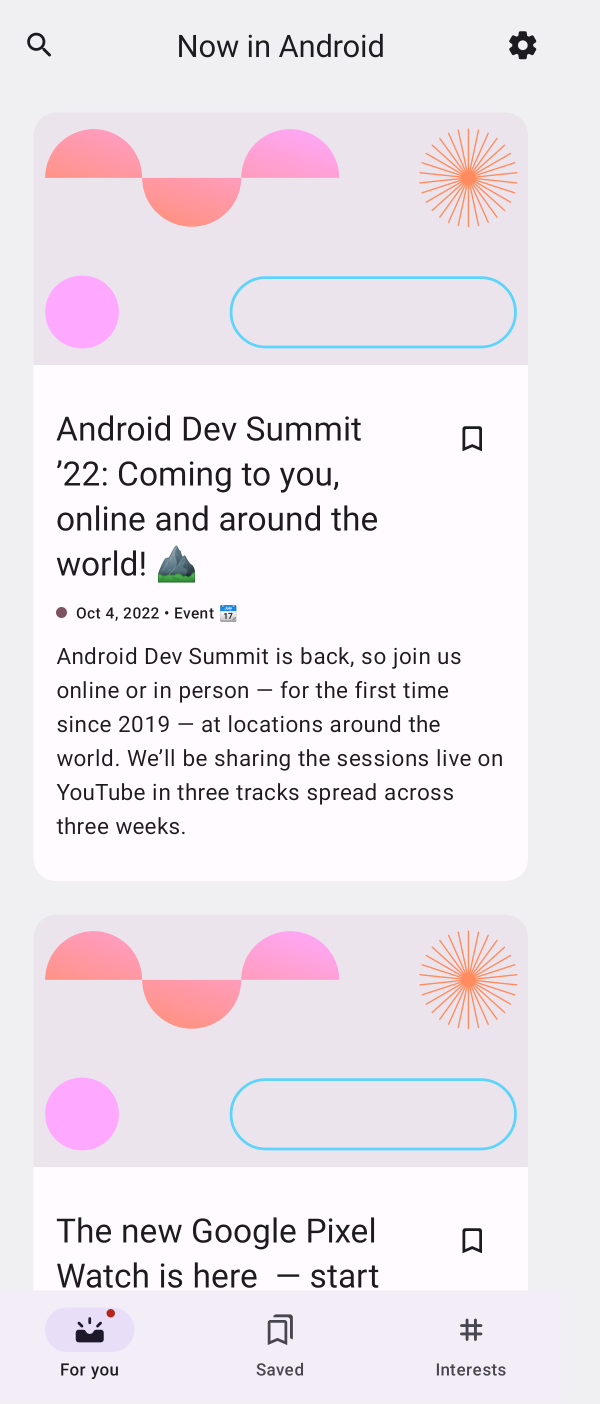 Now in Android
Android Dev Summit
’22: Coming to you,
online and around the
world! ⛰️
Oct 4, 2022 • Event 📆
Android Dev Summit is back, so join us
online or in person — for the first time
since 2019 — at locations around the
world. We’ll be sharing the sessions live on
YouTube in three tracks spread across
three weeks.
The new Google Pixel
Watch is here  — start
For you
Saved
Interests